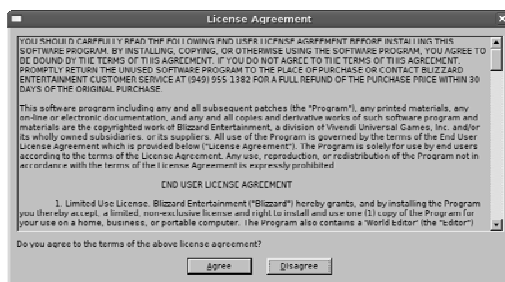 License Agreement
YOU SHOULD CAREFULLY READ THE FOLLOWING END USER LICENSE AGREEMENT BEFORE INSTALLING THIS
SOFTWARE PROGRAM. BY INSTALLING, COPYING, OR OTHERWISE USING THE SOFTWARE PROGRAM, YOU AGREE TO
BE BOUND BY THE TERMS OF THIS AGREEMENT. IF YOU DO NOT AGREE TO THE TERMS OF THIS AGREEMENT,
PROMPTLY RETURN THE UNUSED SOFTWARE PROGRAM TO THE PLACE OF PURCHASE OR CONTACT BLIZZARD
ENTERTAINMENT CUSTOMER SERVICE AT (949) 955 1382 FOR A FULL REFUND OF THE PURCHASE PRICE WITHIN 30
DAYS OF THE ORIGINAL PURCHASE.
This software program including any and all subsequent patches (the "Program"), any printed materials, any
on-line or electronic documentation, and any and all copies and derivative works of such software program and
materials are the copyrighted work of Blizzard Entertainment, a division of Vivendi Universal Games, Inc. and/or
its wholly owned subsidiaries, or its suppliers. All use of the Program is governed by the terms of the End User
License Agreement which is provided below ("License Agreement"). The Program is solely for use by end users
according to the terms of the License Agreement. Any use, reproduction, or redistribution of the Program not in
accordance with the terms of the License Agreement is expressly prohibited
END USER LICENSE AGREEMENT
1. Limited Use License. Blizzard Entertainment ("Blizzard") hereby grants, and by installing the Program
you thereby accept, a limited, non-exclusive license and right to install and use one (1) copy of the Program for
your use on a home, business, or portable computer. The Program also contains a "World Editor" (the "Editor")
Do you agree to the terms of the above license agreement?
Agree
Disagree